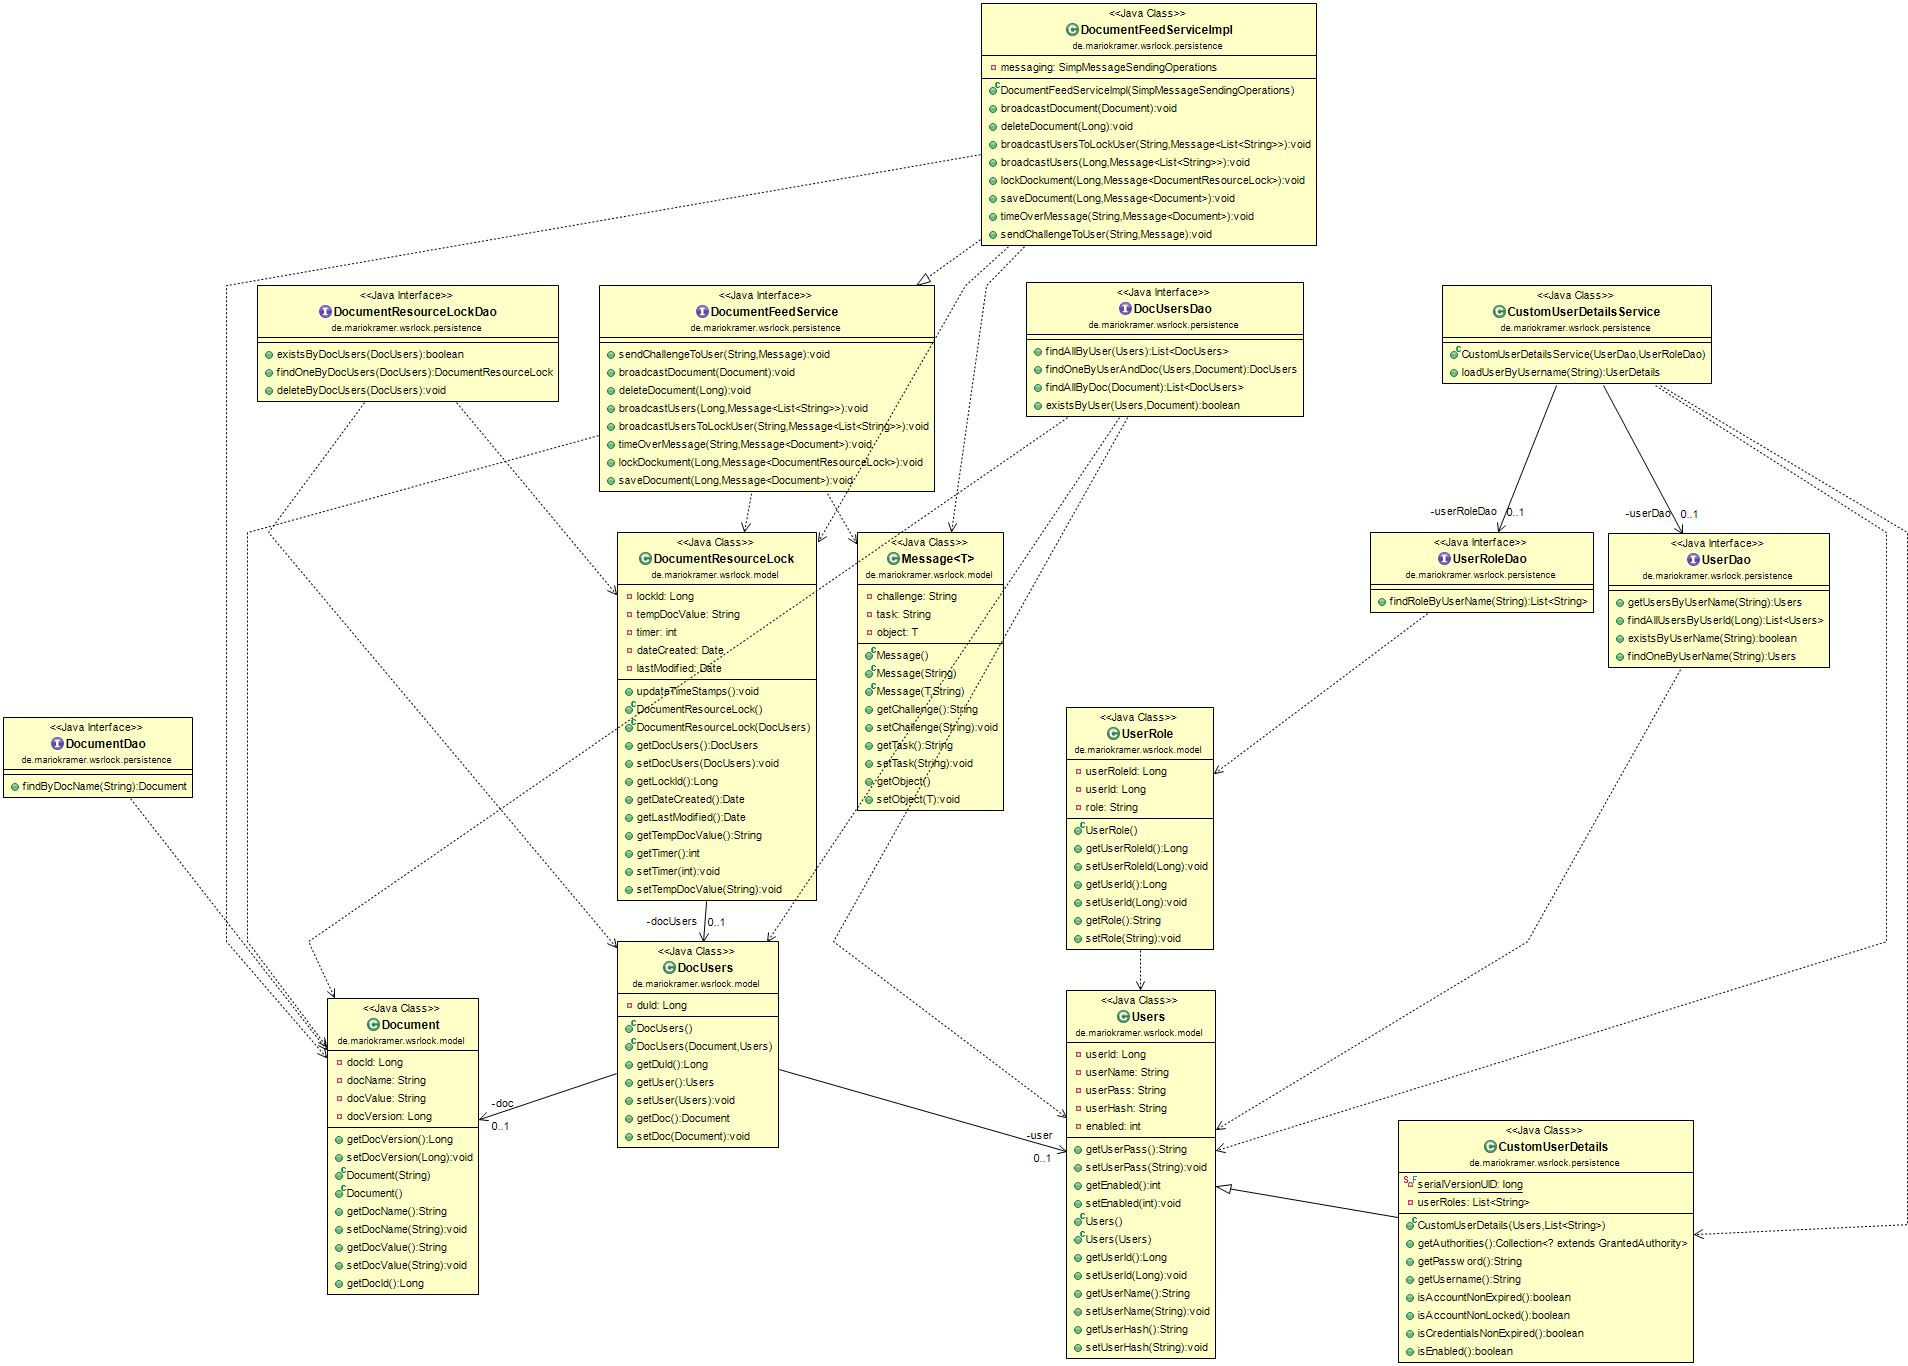 <<Java Class>>
DocumentFeedServiceImpl
de.mariokramer.wsrlock.persistence
messaging: SimpMessageSendingOperations
DocumentFeedServiceImpl(SimpMessageSendingOperations)
broadcastDocument(Document):void
deleteDocument(Long):void
broadcastUsersToLockUser(String,Message<List<String>>):void
broadcastUsers(Long,Message<List<String>>):void
lockDockument(Long,Message<DocumentResourceLock>):void
saveDocument(Long,Message<Document>):void
timeOverMessage(String,Message<Document>):void
sendChallengeToUser(String,Message):void
<<Java Interface>>
DocumentResourceLockDao
de.mariokramer.wsrlock.persistence
existsByDocUsers(DocUsers):boolean
findOneByDocUsers(DocUsers):DocumentResourceLock
deleteByDocUsers(DocUsers):void
<<Java Interface>>
DocumentFeedService
de.mariokramer.wsrlock.persistence
sendChallengeToUser(String,Message):void
broadcastDocument(Document):void
deleteDocument(Long):void
broadcastUsers(Long,Message<List<String>>):void
broadcastUsersToLockUser(String,Message<List<String>>):void
timeOverMessage(String,Message<Document>):void
lockDockument(Long,Message<DocumentResourceLock>):void
saveDocument(Long,Message<Document>):void
<<Java Interface>>
DocUsersDao
de.mariokramer.wsrlock.persistence
findAllByUser(Users):List<DocUsers>
findOneByUserAndDoc(Users,Document):DocUsers
findAllByDoc(Document):List<DocUsers>
existsByUser(Users,Document):boolean
<<Java Class>>
CustomUserDetailsService
de.mariokramer.wsrlock.persistence
CustomUserDetailsService(UserDao,UserRoleDao)
loadUserByUsername(String):UserDetails
-userRoleDao
0..1
-userDao
0..1
<<Java Class>>
DocumentResourceLock
de.mariokramer.wsrlock.model
lockId: Long
tempDocValue: String
timer: int
dateCreated: Date
lastModified: Date
updateTimeStamps():void
DocumentResourceLock()
DocumentResourceLock(DocUsers)
getDocUsers():DocUsers
setDocUsers(DocUsers):void
getLockId():Long
getDateCreated():Date
getLastModified():Date
getTempDocValue():String
getTimer():int
setTimer(int):void
setTempDocValue(String):void
<<Java Class>>
Message<T>
de.mariokramer.wsrlock.model
challenge: String
task: String
object: T
Message()
Message(String)
Message(T,String)
getChallenge():String
setChallenge(String):void
getTask():String
setTask(String):void
getObject()
setObject(T):void
<<Java Interface>>
UserRoleDao
de.mariokramer.wsrlock.persistence
findRoleByUserName(String):List<String>
<<Java Interface>>
UserDao
de.mariokramer.wsrlock.persistence
getUsersByUserName(String):Users
findAllUsersByUserId(Long):List<Users>
existsByUserName(String):boolean
findOneByUserName(String):Users
<<Java Interface>>
DocumentDao
de.mariokramer.wsrlock.persistence
findByDocName(String):Document
<<Java Class>>
UserRole
de.mariokramer.wsrlock.model
userRoleId: Long
userId: Long
role: String
UserRole()
getUserRoleId():Long
setUserRoleId(Long):void
getUserId():Long
setUserId(Long):void
getRole():String
setRole(String):void
-docUsers
0..1
<<Java Class>>
DocUsers
de.mariokramer.wsrlock.model
duId: Long
DocUsers()
DocUsers(Document,Users)
getDuId():Long
getUser():Users
setUser(Users):void
getDoc():Document
setDoc(Document):void
<<Java Class>>
Document
de.mariokramer.wsrlock.model
docId: Long
docName: String
docValue: String
docVersion: Long
getDocVersion():Long
setDocVersion(Long):void
Document(String)
Document()
getDocName():String
setDocName(String):void
getDocValue():String
setDocValue(String):void
getDocId():Long
-doc
0..1
-user
0..1
<<Java Class>>
Users
de.mariokramer.wsrlock.model
userId: Long
userName: String
userPass: String
userHash: String
enabled: int
getUserPass():String
setUserPass(String):void
getEnabled():int
setEnabled(int):void
Users()
Users(Users)
getUserId():Long
setUserId(Long):void
getUserName():String
setUserName(String):void
getUserHash():String
setUserHash(String):void
<<Java Class>>
CustomUserDetails
de.mariokramer.wsrlock.persistence
serialVersionUID: long
userRoles: List<String>
CustomUserDetails(Users,List<String>)
getAuthorities():Collection<? extends GrantedAuthority>
getPassword():String
getUsername():String
isAccountNonExpired():boolean
isAccountNonLocked():boolean
isCredentialsNonExpired():boolean
isEnabled():boolean